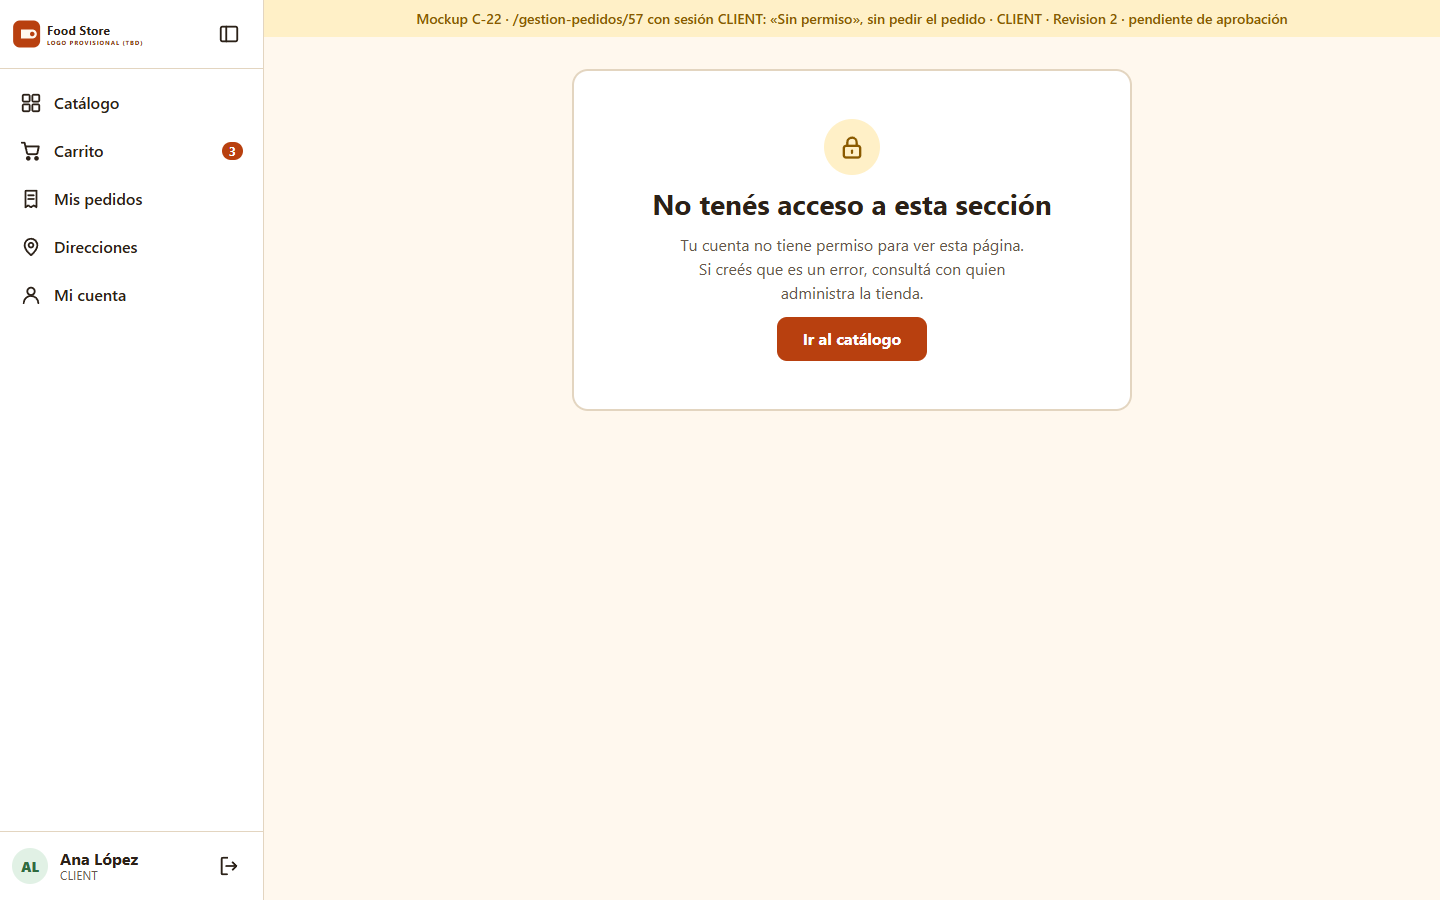 Food Store
LOGO PROVISIONAL (TBD)
Catálogo
Carrito
3
Mis pedidos
Direcciones
Mi cuenta
AL
Ana López
CLIENT
Mockup C-22 · /gestion-pedidos/57 con sesión CLIENT: «Sin permiso», sin pedir el pedido · CLIENT · Revision 2 · pendiente de aprobación
No tenés acceso a esta sección
Tu cuenta no tiene permiso para ver esta página.
Si creés que es un error, consultá con quien
administra la tienda.
Ir al catálogo